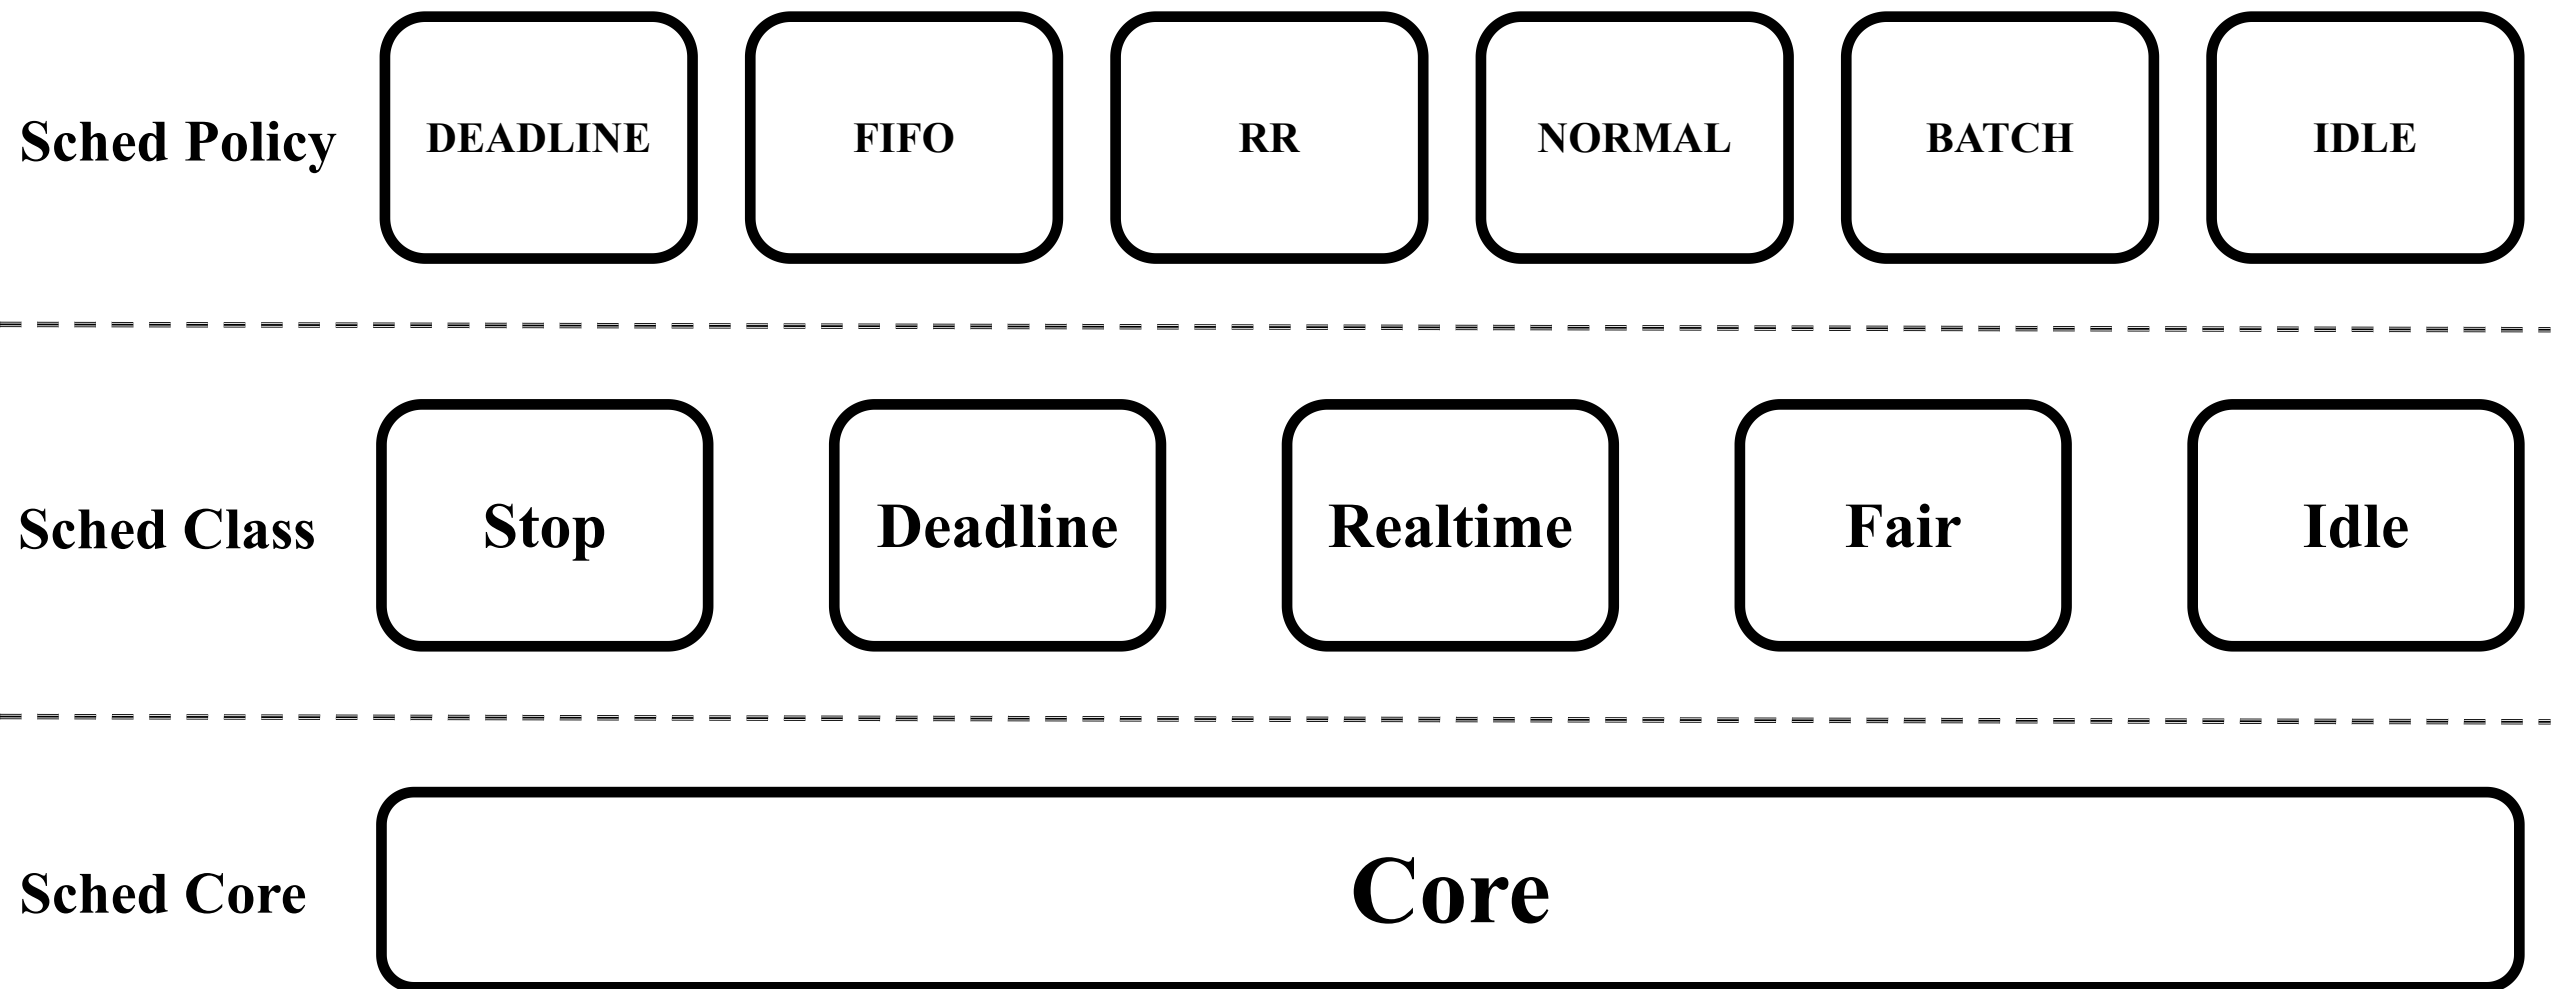 Sched Policy
DEADLINE
FIFO
RR
NORMAL
BATCH
IDLE
Sched Class
Stop
Deadline
Realtime
Fair
Idle
Sched Core
Core